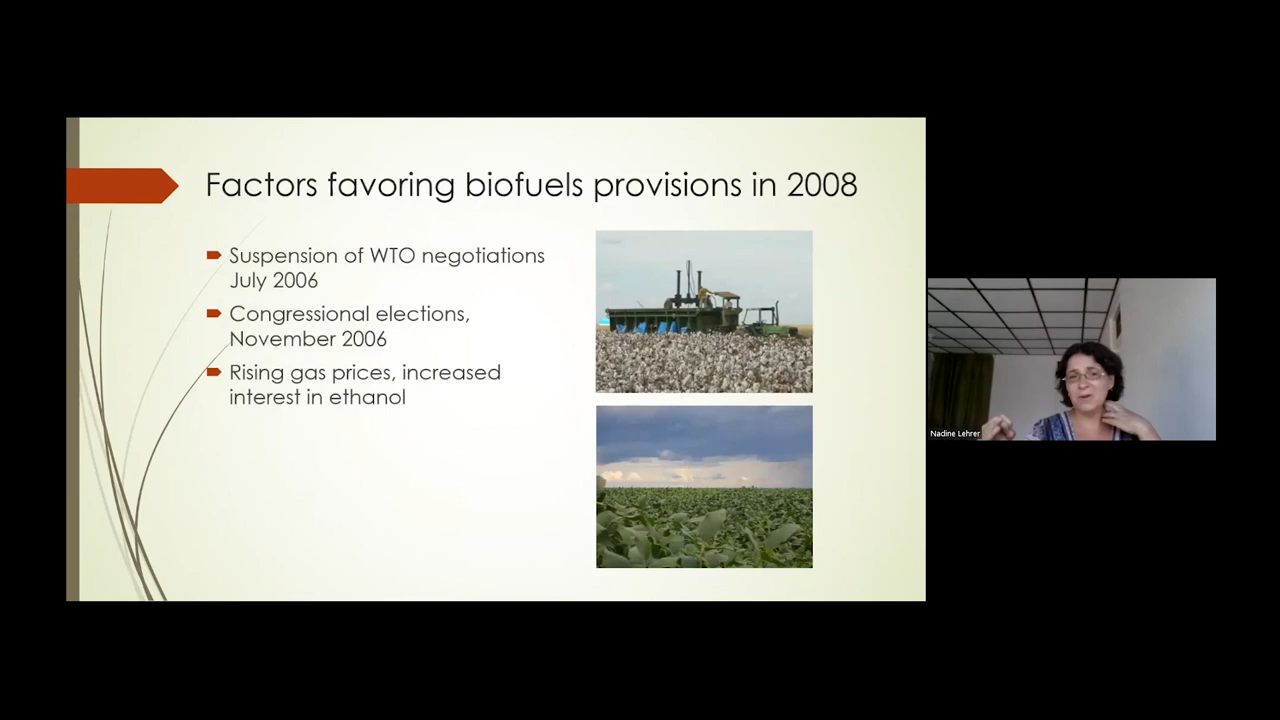 Factors favoring biofuels provisions in 2008
Suspension of WTO negotiations
July 2006
Congressional elections,
November 2006
Rising gas prices, increased
interest in ethanol
Nadine Lehrer